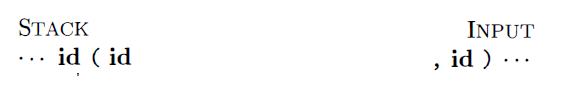 STACK INPUT
··· id ( id , id ) ···